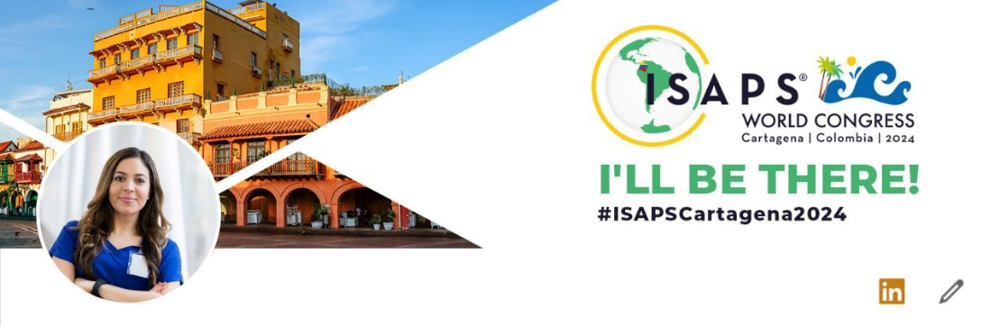 ISAPS®
WORLD CONGRESS
Cartagena | Colombia | 2024
I'LL BE THERE!
#ISAPSCartagena2024
in